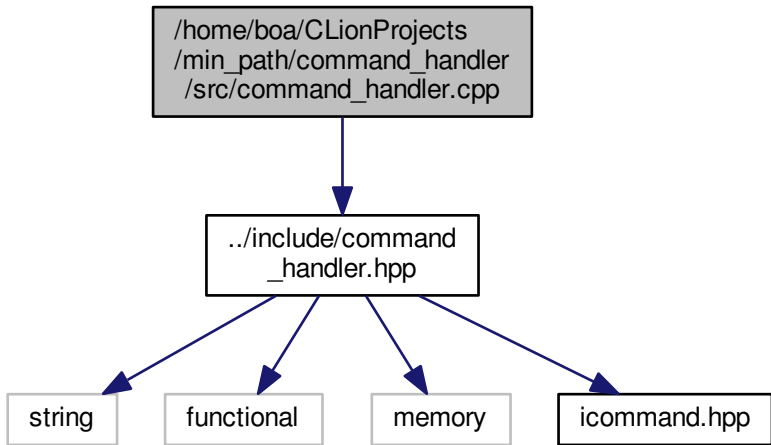 /home/boa/CLionProjects
/min_path/command_handler
/src/command_handler.cpp
../include/command
_handler.hpp
string
functional
memory
icommand.hpp